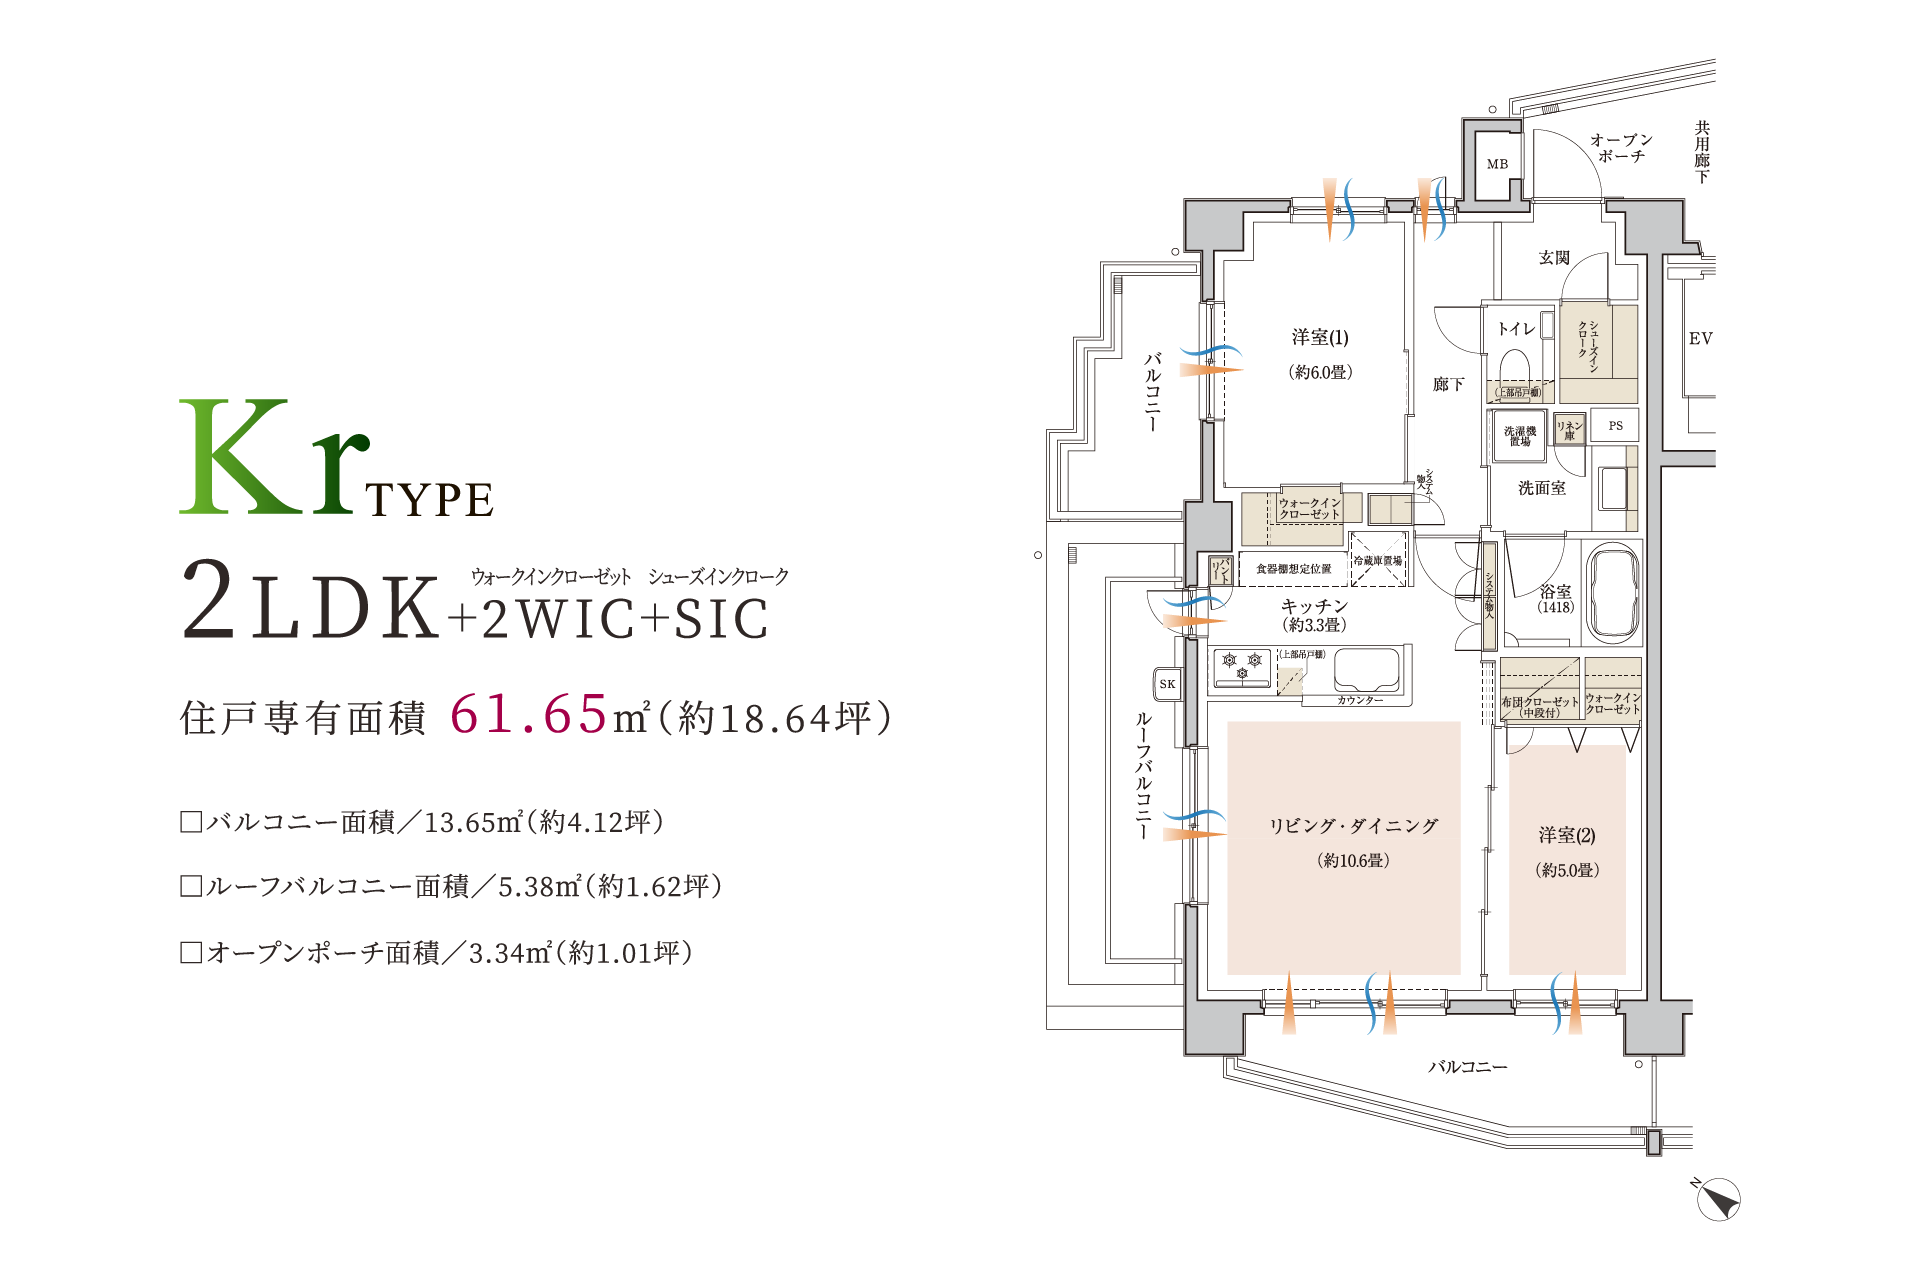 Kr TYPE
ウォークインクローゼット シューズインクローク
2LDK+2WIC+SIC
住戸専有面積 61.65㎡(約18.64坪)
□バルコニー面積／13.65㎡(約4.12坪)
□ルーフバルコニー面積／5.38㎡(約1.62坪)
□オープンポーチ面積／3.34㎡(約1.01坪)
オープン
ポーチ
共用廊下
MB
玄関
EV
洋室(1)
(約6.0畳)
バルコニー
トイレ
(上部吊戸棚)
シューズイン
クローク
廊下
洗濯機
置場
リネン
庫
PS
洗面室
システム
物入
ウォークイン
クローゼット
パント
リー
食器棚想定位置
冷蔵庫置場
システム物入
浴室
(1418)
キッチン
(約3.3畳)
(上部吊戸棚)
カウンター
SK
布団クローゼット
(中段付)
ウォークイン
クローゼット
ルーフバルコニー
リビング・ダイニング
(約10.6畳)
洋室(2)
(約5.0畳)
バルコニー
N